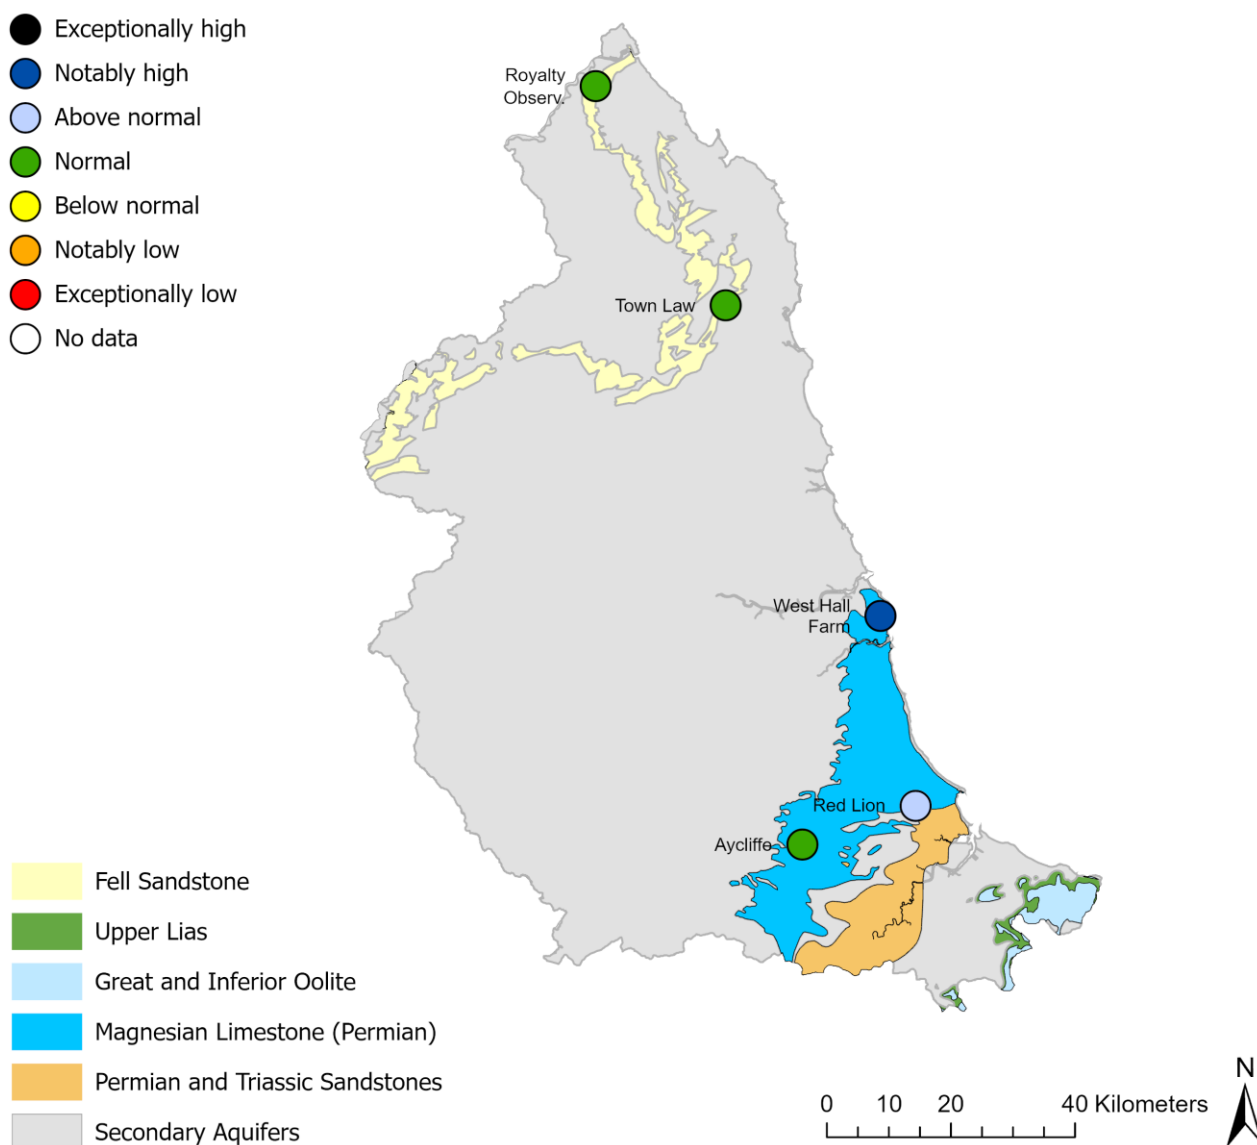 Exceptionally high
Notably high
Above normal
Normal
Below normal
Notably low
Exceptionally low
No data
Royalty
Observ.
Town Law
West Hall
Farm
Red Lion
Aycliffe
Fell Sandstone
Upper Lias
Great and Inferior Oolite
Magnesian Limestone (Permian)
Permian and Triassic Sandstones
Secondary Aquifers
0 10 20 40 Kilometers
N